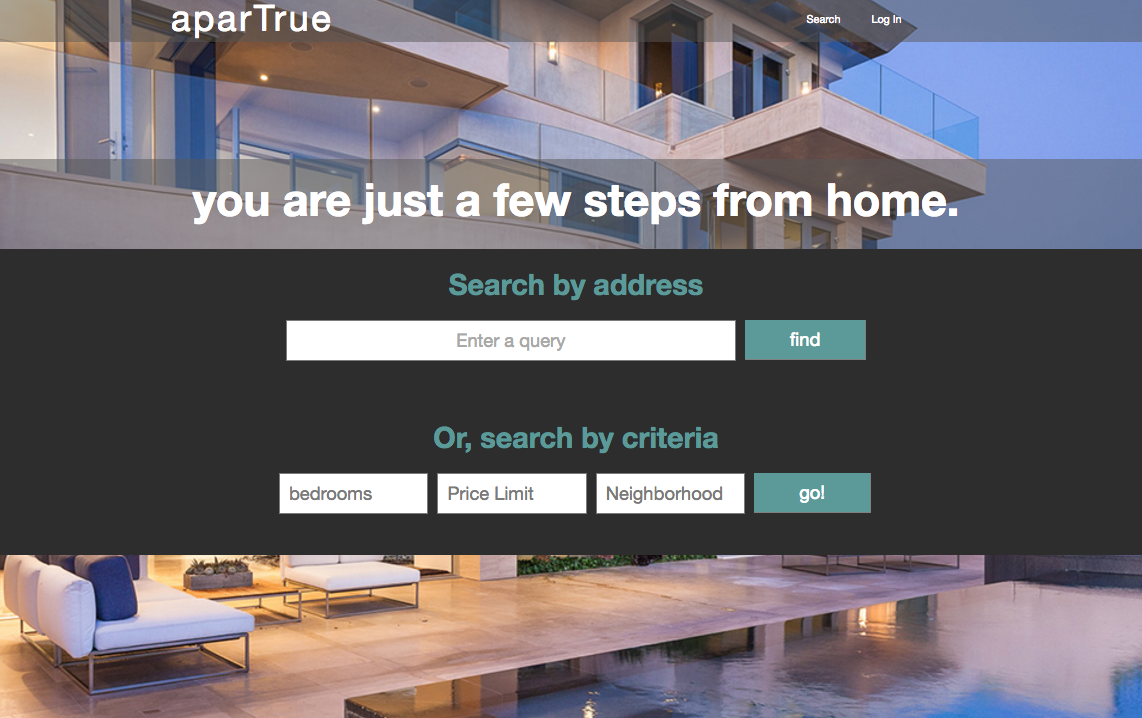 aparTrue
Search Log In
you are just a few steps from home.
Search by address
Enter a query find
Or, search by criteria
bedrooms Price Limit Neighborhood go!